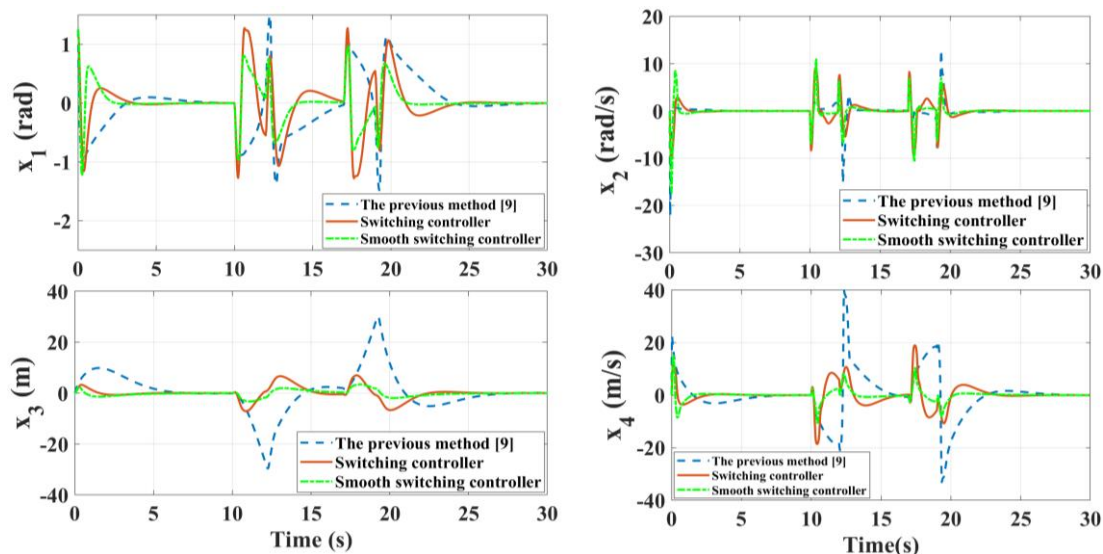 1
0
-1
-2
x1 (rad)
The previous method [9]
Switching controller
Smooth switching controller
0 5 10 15 20 25 30
20
10
0
-10
-20
-30
x2 (rad/s)
The previous method [9]
Switching controller
Smooth switching controller
0 5 10 15 20 25 30
40
20
0
-20
-40
x3 (m)
The previous method [9]
Switching controller
Smooth switching controller
0 5 10 15 20 25 30
Time (s)
40
20
0
-20
-40
x4 (m/s)
The previous method [9]
Switching controller
Smooth switching controller
0 5 10 15 20 25 30
Time(s)